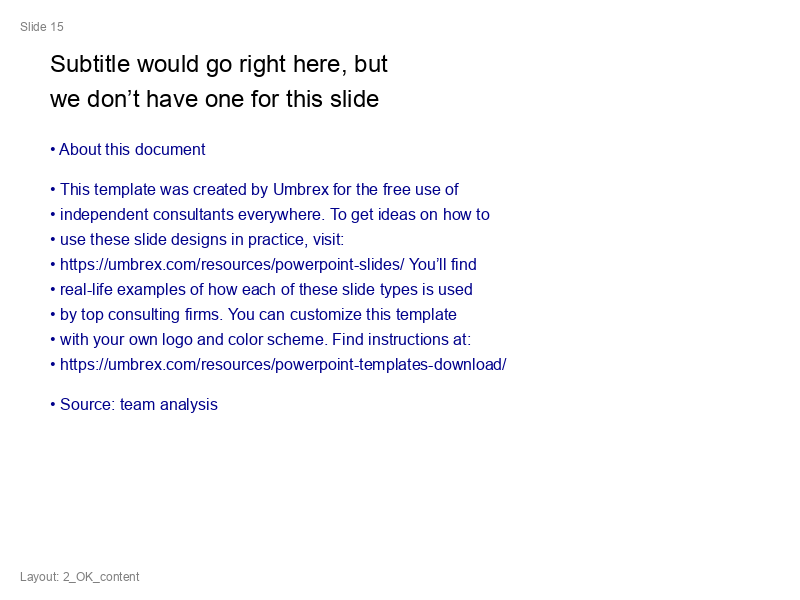 Slide 15
Subtitle would go right here, but
we don’t have one for this slide
• About this document
• This template was created by Umbrex for the free use of
• independent consultants everywhere. To get ideas on how to
• use these slide designs in practice, visit:
• https://umbrex.com/resources/powerpoint-slides/ You’ll find
• real-life examples of how each of these slide types is used
• by top consulting firms. You can customize this template
• with your own logo and color scheme. Find instructions at:
• https://umbrex.com/resources/powerpoint-templates-download/
• Source: team analysis
Layout: 2_OK_content